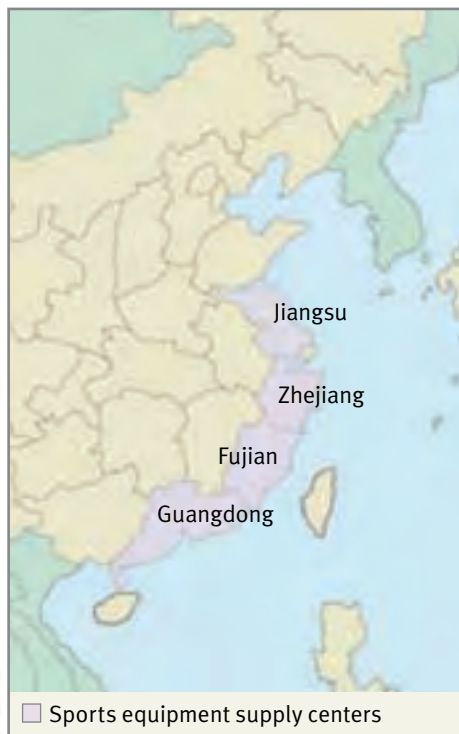 Jiangsu
Zhejiang
Fujian
Guangdong
Sports equipment supply centers